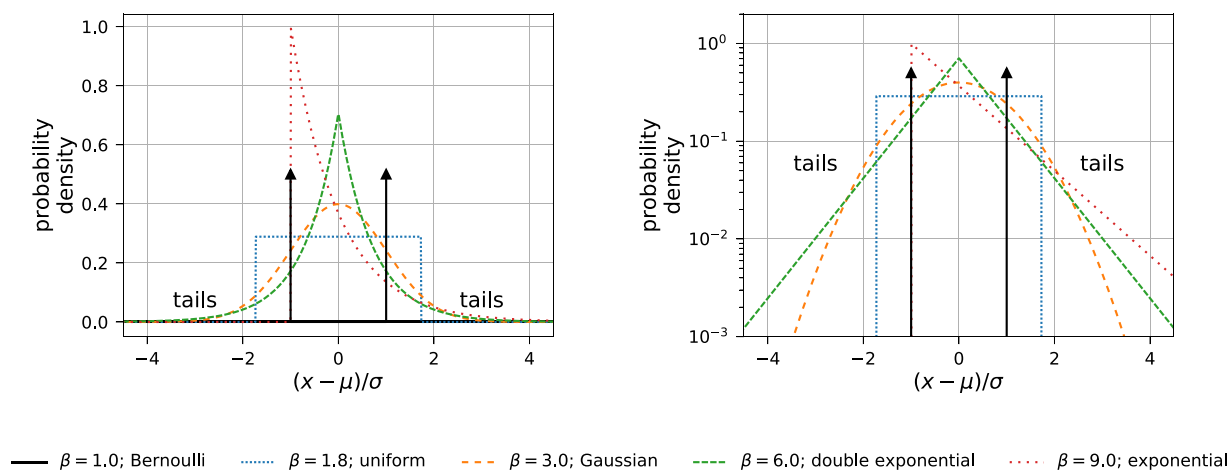 1.0
0.8
0.6
0.4
0.2
0.0
probability
density
tails
tails
−4
−2
0
2
4
(x − μ)/σ
10⁰
10⁻¹
10⁻²
10⁻³
probability
density
tails
tails
−4
−2
0
2
4
(x − μ)/σ
β = 1.0; Bernoulli
β = 1.8; uniform
β = 3.0; Gaussian
β = 6.0; double exponential
β = 9.0; exponential